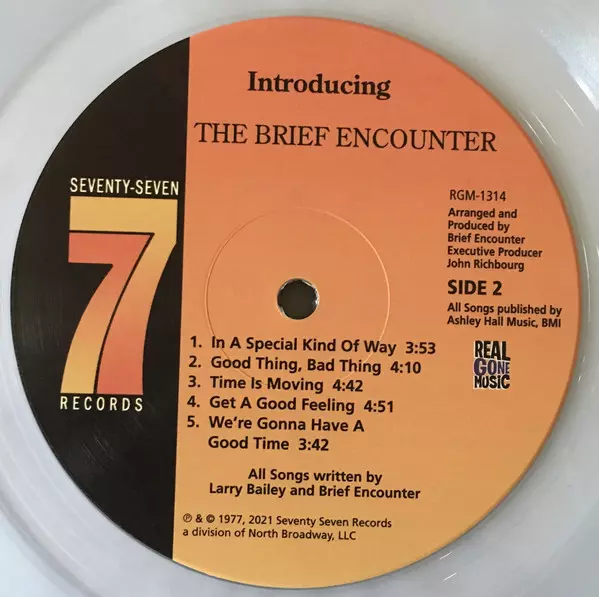 Introducing
THE BRIEF ENCOUNTER
SEVENTY-SEVEN
77
RECORDS
RGM-1314
Arranged and
Produced by
Brief Encounter
Executive Producer
John Richbourg
SIDE 2
All Songs published by
Ashley Hall Music, BMI
REAL
GONE
MUSIC
1. In A Special Kind Of Way 3:53
2. Good Thing, Bad Thing 4:10
3. Time Is Moving 4:42
4. Get A Good Feeling 4:51
5. We're Gonna Have A
Good Time 3:42
All Songs written by
Larry Bailey and Brief Encounter
℗ & © 1977, 2021 Seventy Seven Records
a division of North Broadway, LLC